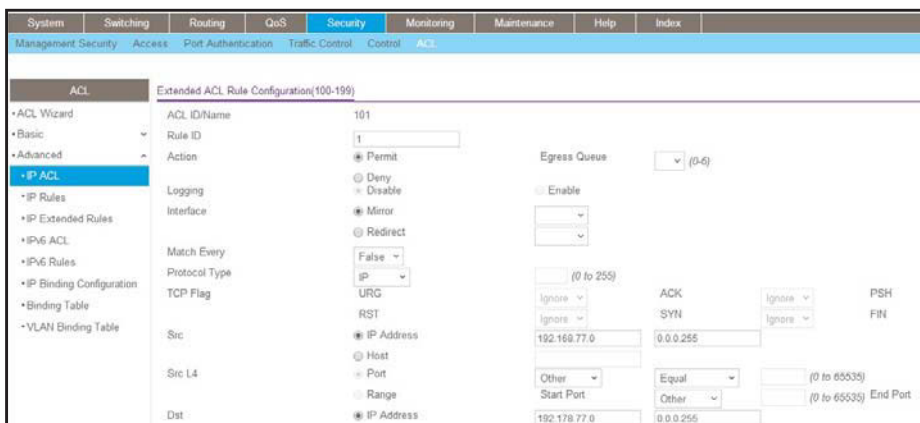 System Switching Routing QoS Security Monitoring Maintenance Help Index
Management Security Access Port Authentication Traffic Control Control ACL
ACL Extended ACL Rule Configuration(100-199)
ACL Wizard ACL ID/Name 101
Basic Rule ID 1
Advanced Action Permit Egress Queue (0-6)
IP ACL Deny
Logging Disable Enable
IP Rules Interface Mirror
IP Extended Rules Redirect
IPv6 ACL Match Every False
IPv6 Rules Protocol Type IP (0 to 255)
IP Binding Configuration TCP Flag URG Ignore ACK Ignore PSH
Binding Table RST Ignore SYN Ignore FIN
VLAN Binding Table Src IP Address 192.168.77.0 0.0.0.255
Host
Src L4 Port Other Equal (0 to 65535)
Range Start Port Other (0 to 65535) End Port
Dst IP Address 192.178.77.0 0.0.0.255